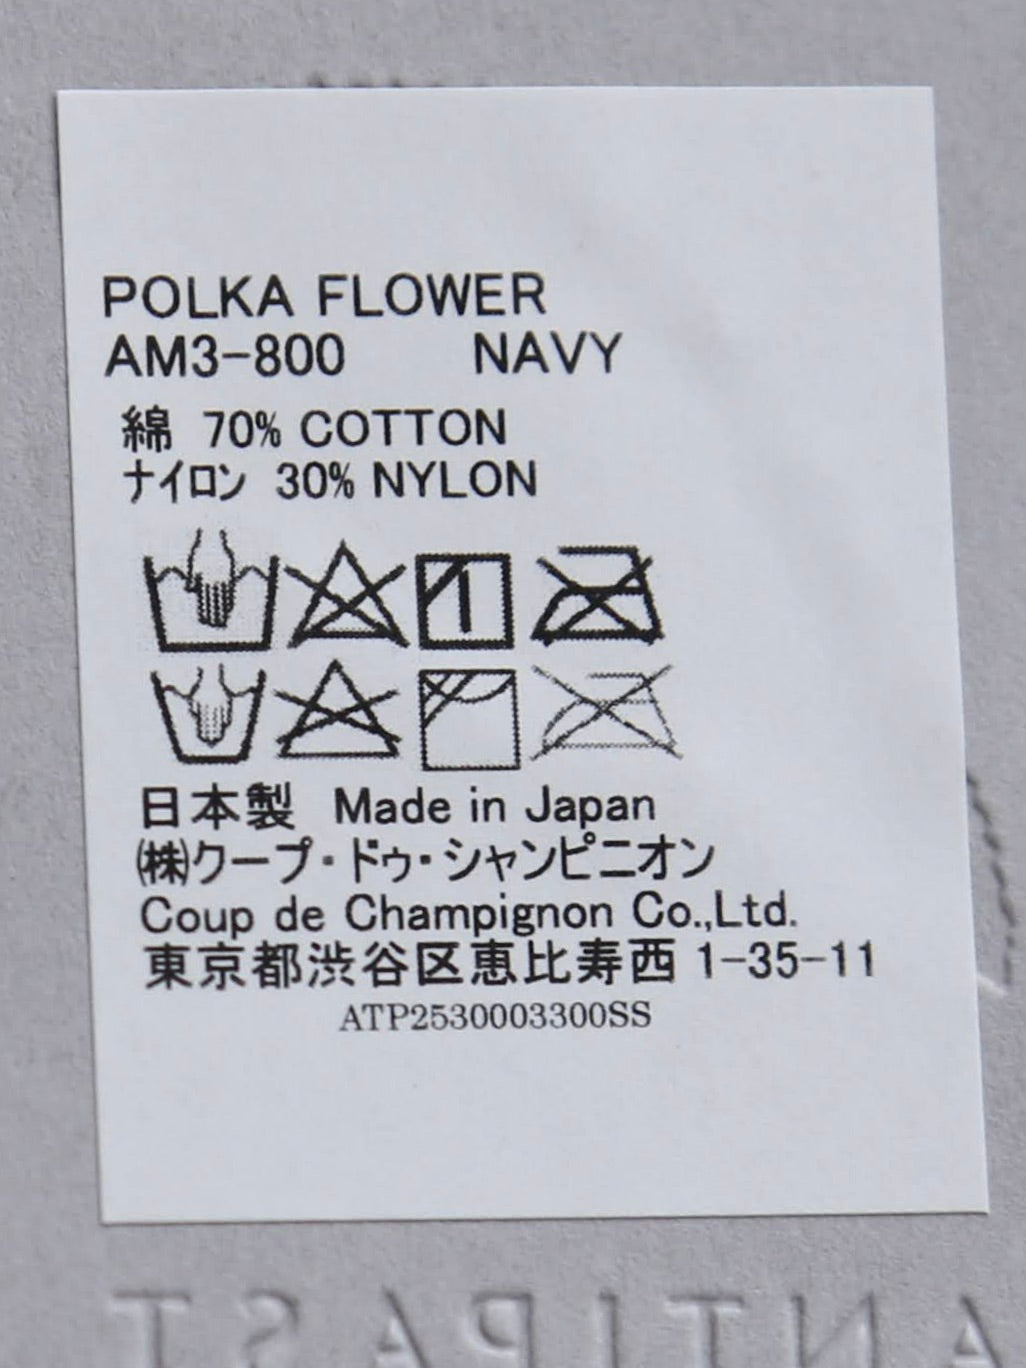 POLKA FLOWER
AM3-800 NAVY
綿 70% COTTON
ナイロン 30% NYLON
日本製 Made in Japan
㈱クープ・ドゥ・シャンピニオン
Coup de Champignon Co.,Ltd.
東京都渋谷区恵比寿西 1-35-11
ATP2530003300SS
ANTIPAST